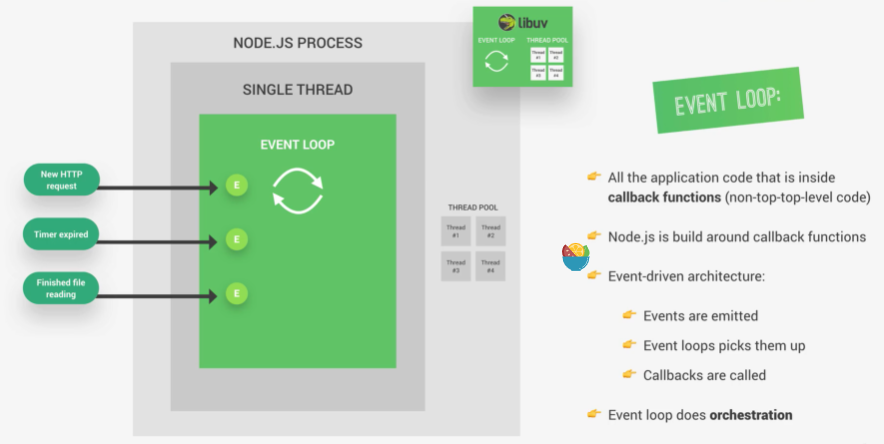 NODE.JS PROCESS
SINGLE THREAD
EVENT LOOP
New HTTP
request
E
Timer expired
E
Finished file
reading
E
THREAD POOL
Thread
#1
Thread
#2
Thread
#3
Thread
#4
libuv
EVENT LOOP
THREAD POOL
Thread
#1
Thread
#2
Thread
#3
Thread
#4
EVENT LOOP:
All the application code that is inside
callback functions (non-top-top-level code)
Node.js is build around callback functions
Event-driven architecture:
Events are emitted
Event loops picks them up
Callbacks are called
Event loop does orchestration